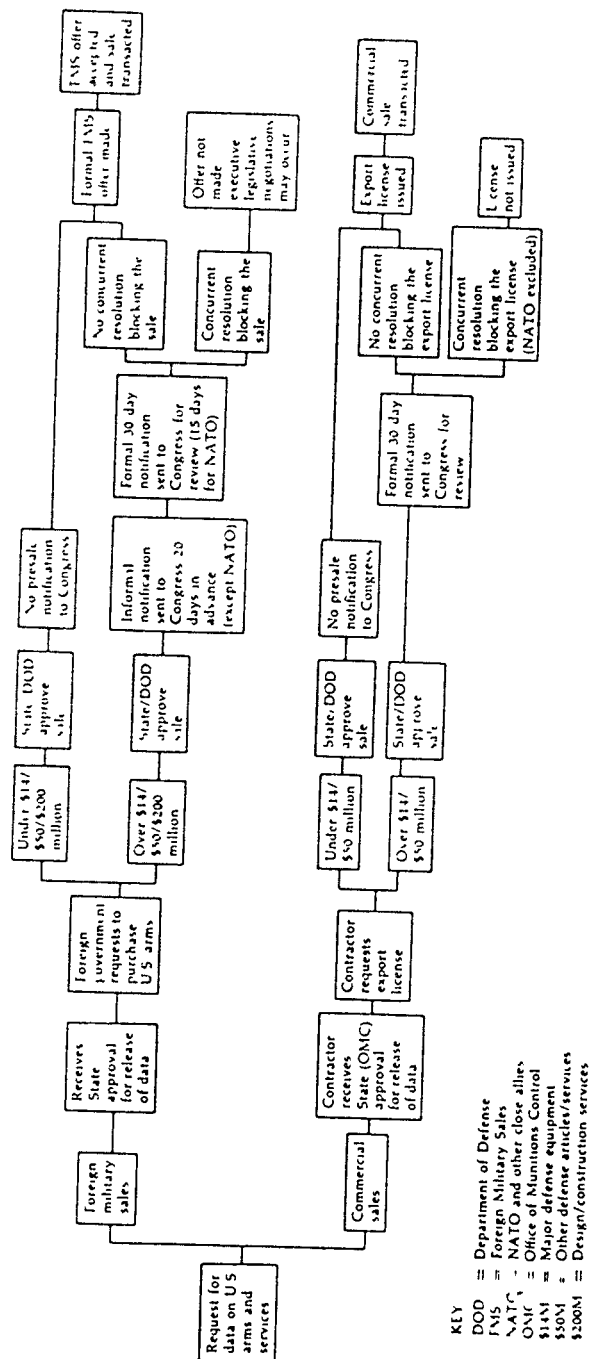 Request for
data on U S
arms and
services
Foreign
military
sales
Receives
State
approval
for release
of data
Foreign
government
requests to
purchase
U S arms
Under $14/
$50/$200
million
State DOD
approve
sale
No presale
notification
to Congress
Over $14/
$50/$200
million
State/DOD
approve
sale
Informal
notification
sent to
Congress 20
days in
advance
(except NATO)
Formal 30 day
notification
sent to
Congress for
review (15 days
for NATO)
No concurrent
resolution
blocking the
sale
Concurrent
resolution
blocking the
sale
Formal FMS
offer made
FMS offer
accepted
and sale
transacted
Offer not
made
executive
legislative
negotiations
may occur
Commercial
sales
Contractor
receives
State (OMC)
approval
for release
of data
Contractor
requests
export
license
Under $14/
$50 million
State/DOD
approve
sale
No presale
notification
to Congress
Over $14/
$50 million
State/DOD
approve
sale
Formal 30 day
notification
sent to
Congress for
review
No concurrent
resolution
blocking the
export license
Concurrent
resolution
blocking the
export license
(NATO excluded)
Export
license
issued
Commercial
sale
transacted
License
not issued
KEY
DOD = Department of Defense
FMS = Foreign Military Sales
NATO = NATO and other close allies
OMC = Office of Munitions Control
$14M = Major defense equipment
$50M = Other defense articles/services
$200M = Design/construction services